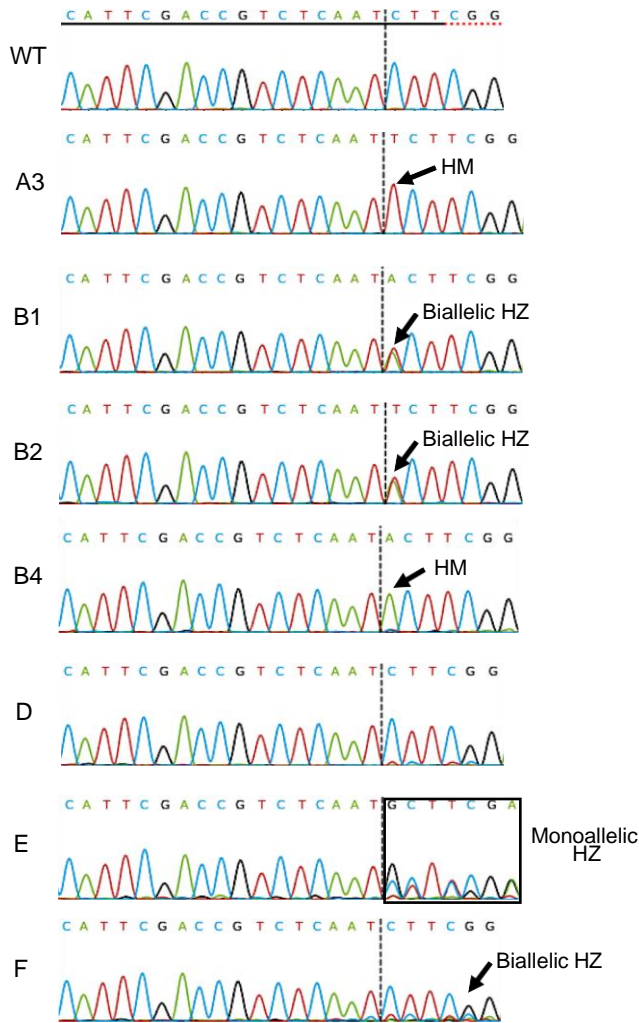 C A T T C G A C C G T C T C A A T C T T C G G
WT
C A T T C G A C C G T C T C A A T T C T T C G G
A3
HM
C A T T C G A C C G T C T C A A T A C T T C G G
B1
Biallelic HZ
C A T T C G A C C G T C T C A A T T C T T C G G
B2
Biallelic HZ
C A T T C G A C C G T C T C A A T A C T T C G G
B4
HM
C A T T C G A C C G T C T C A A T C T T C G G
D
C A T T C G A C C G T C T C A A T G C T T C G A
E
Monoallelic
HZ
C A T T C G A C C G T C T C A A T C T T C G G
F
Biallelic HZ